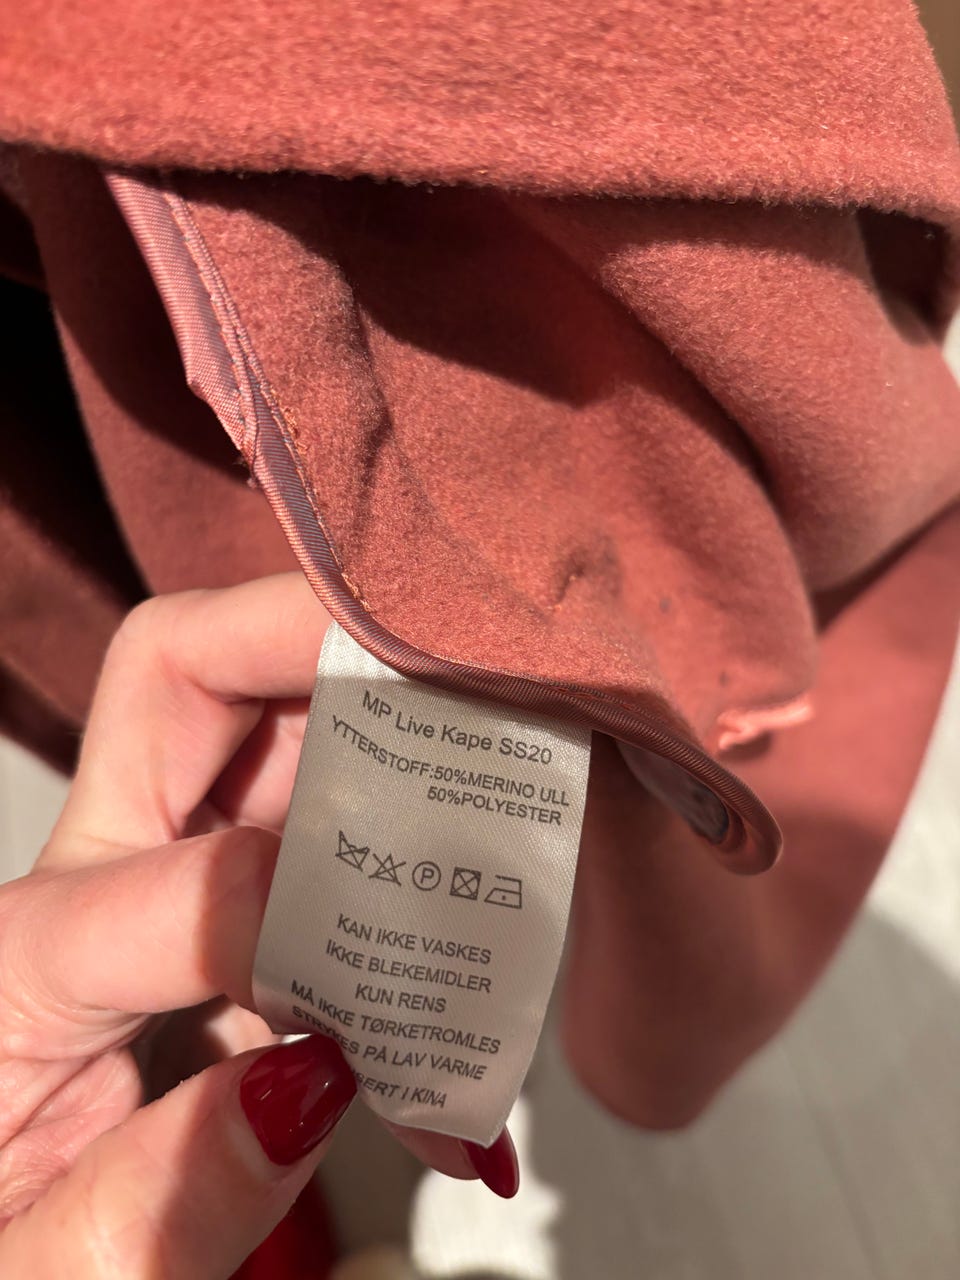 MP Live Kape SS20
YTTERSTOFF:50%MERINO ULL
50%POLYESTER
P
KAN IKKE VASKES
IKKE BLEKEMIDLER
KUN RENS
MÅ IKKE TØRKETROMLES
STRYKES PÅ LAV VARME
I KINA